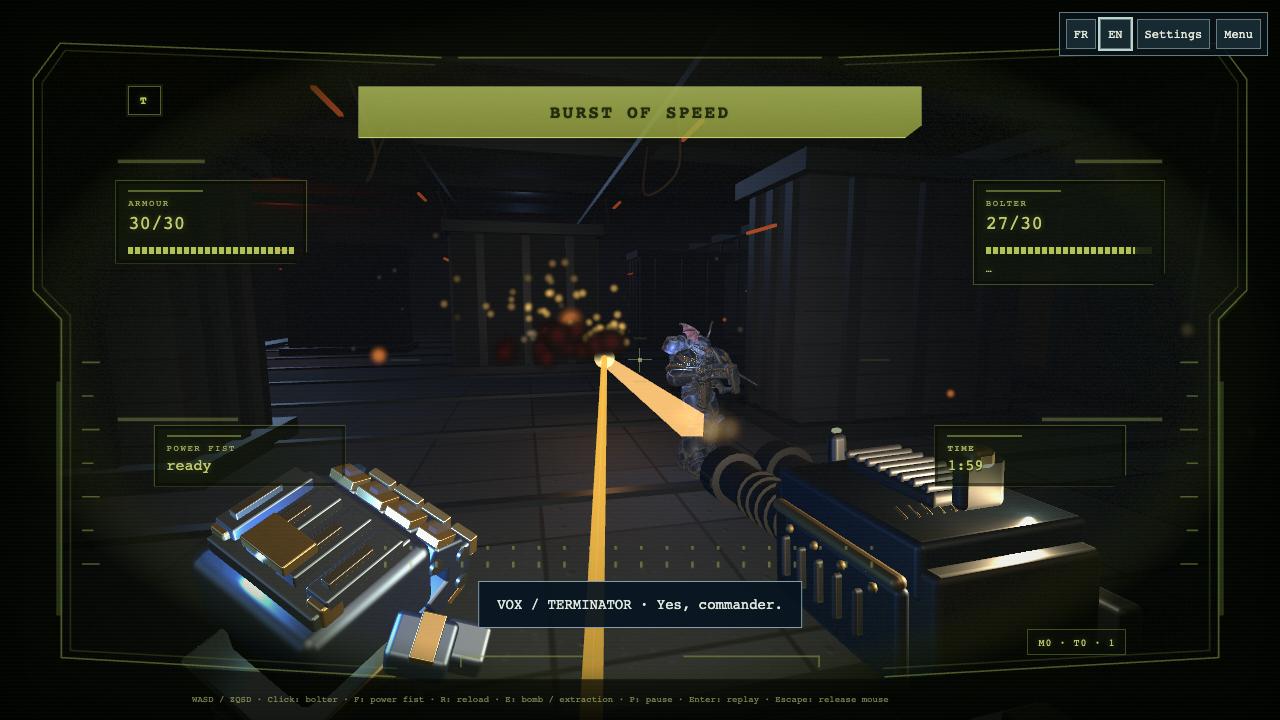 FR EN Settings Menu
T
BURST OF SPEED
ARMOUR
30/30
BOLTER
27/30
…
POWER FIST
ready
TIME
1:59
VOX / TERMINATOR · Yes, commander.
M0 · T0 · 1
WASD / ZQSD · Click: bolter · F: power fist · R: reload · E: bomb / extraction · P: pause · Enter: replay · Escape: release mouse